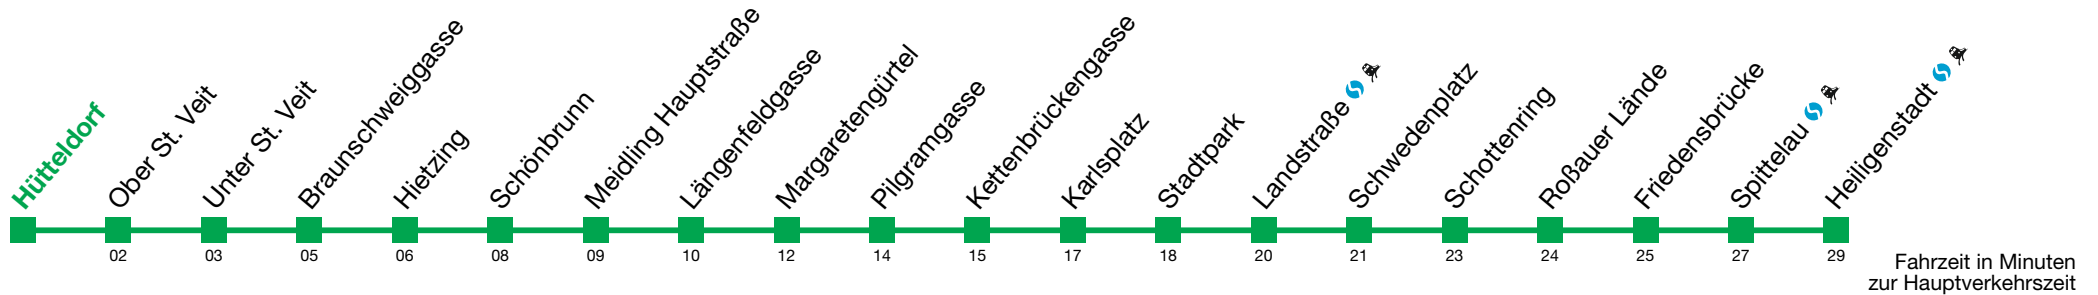 Hütteldorf
Ober St. Veit
Unter St. Veit
Braunschweiggasse
Hietzing
Schönbrunn
Meidling Hauptstraße
Längenfeldgasse
Margaretengürtel
Pilgramgasse
Kettenbrückengasse
Karlsplatz
Stadtpark
Landstraße
Schwedenplatz
Schottenring
Roßauer Lände
Friedensbrücke
Spittelau
Heiligenstadt
02 03 05 06 08 09 10 12 14 15 17 18 20 21 23 24 25 27 29
Fahrzeit in Minuten
zur Hauptverkehrszeit